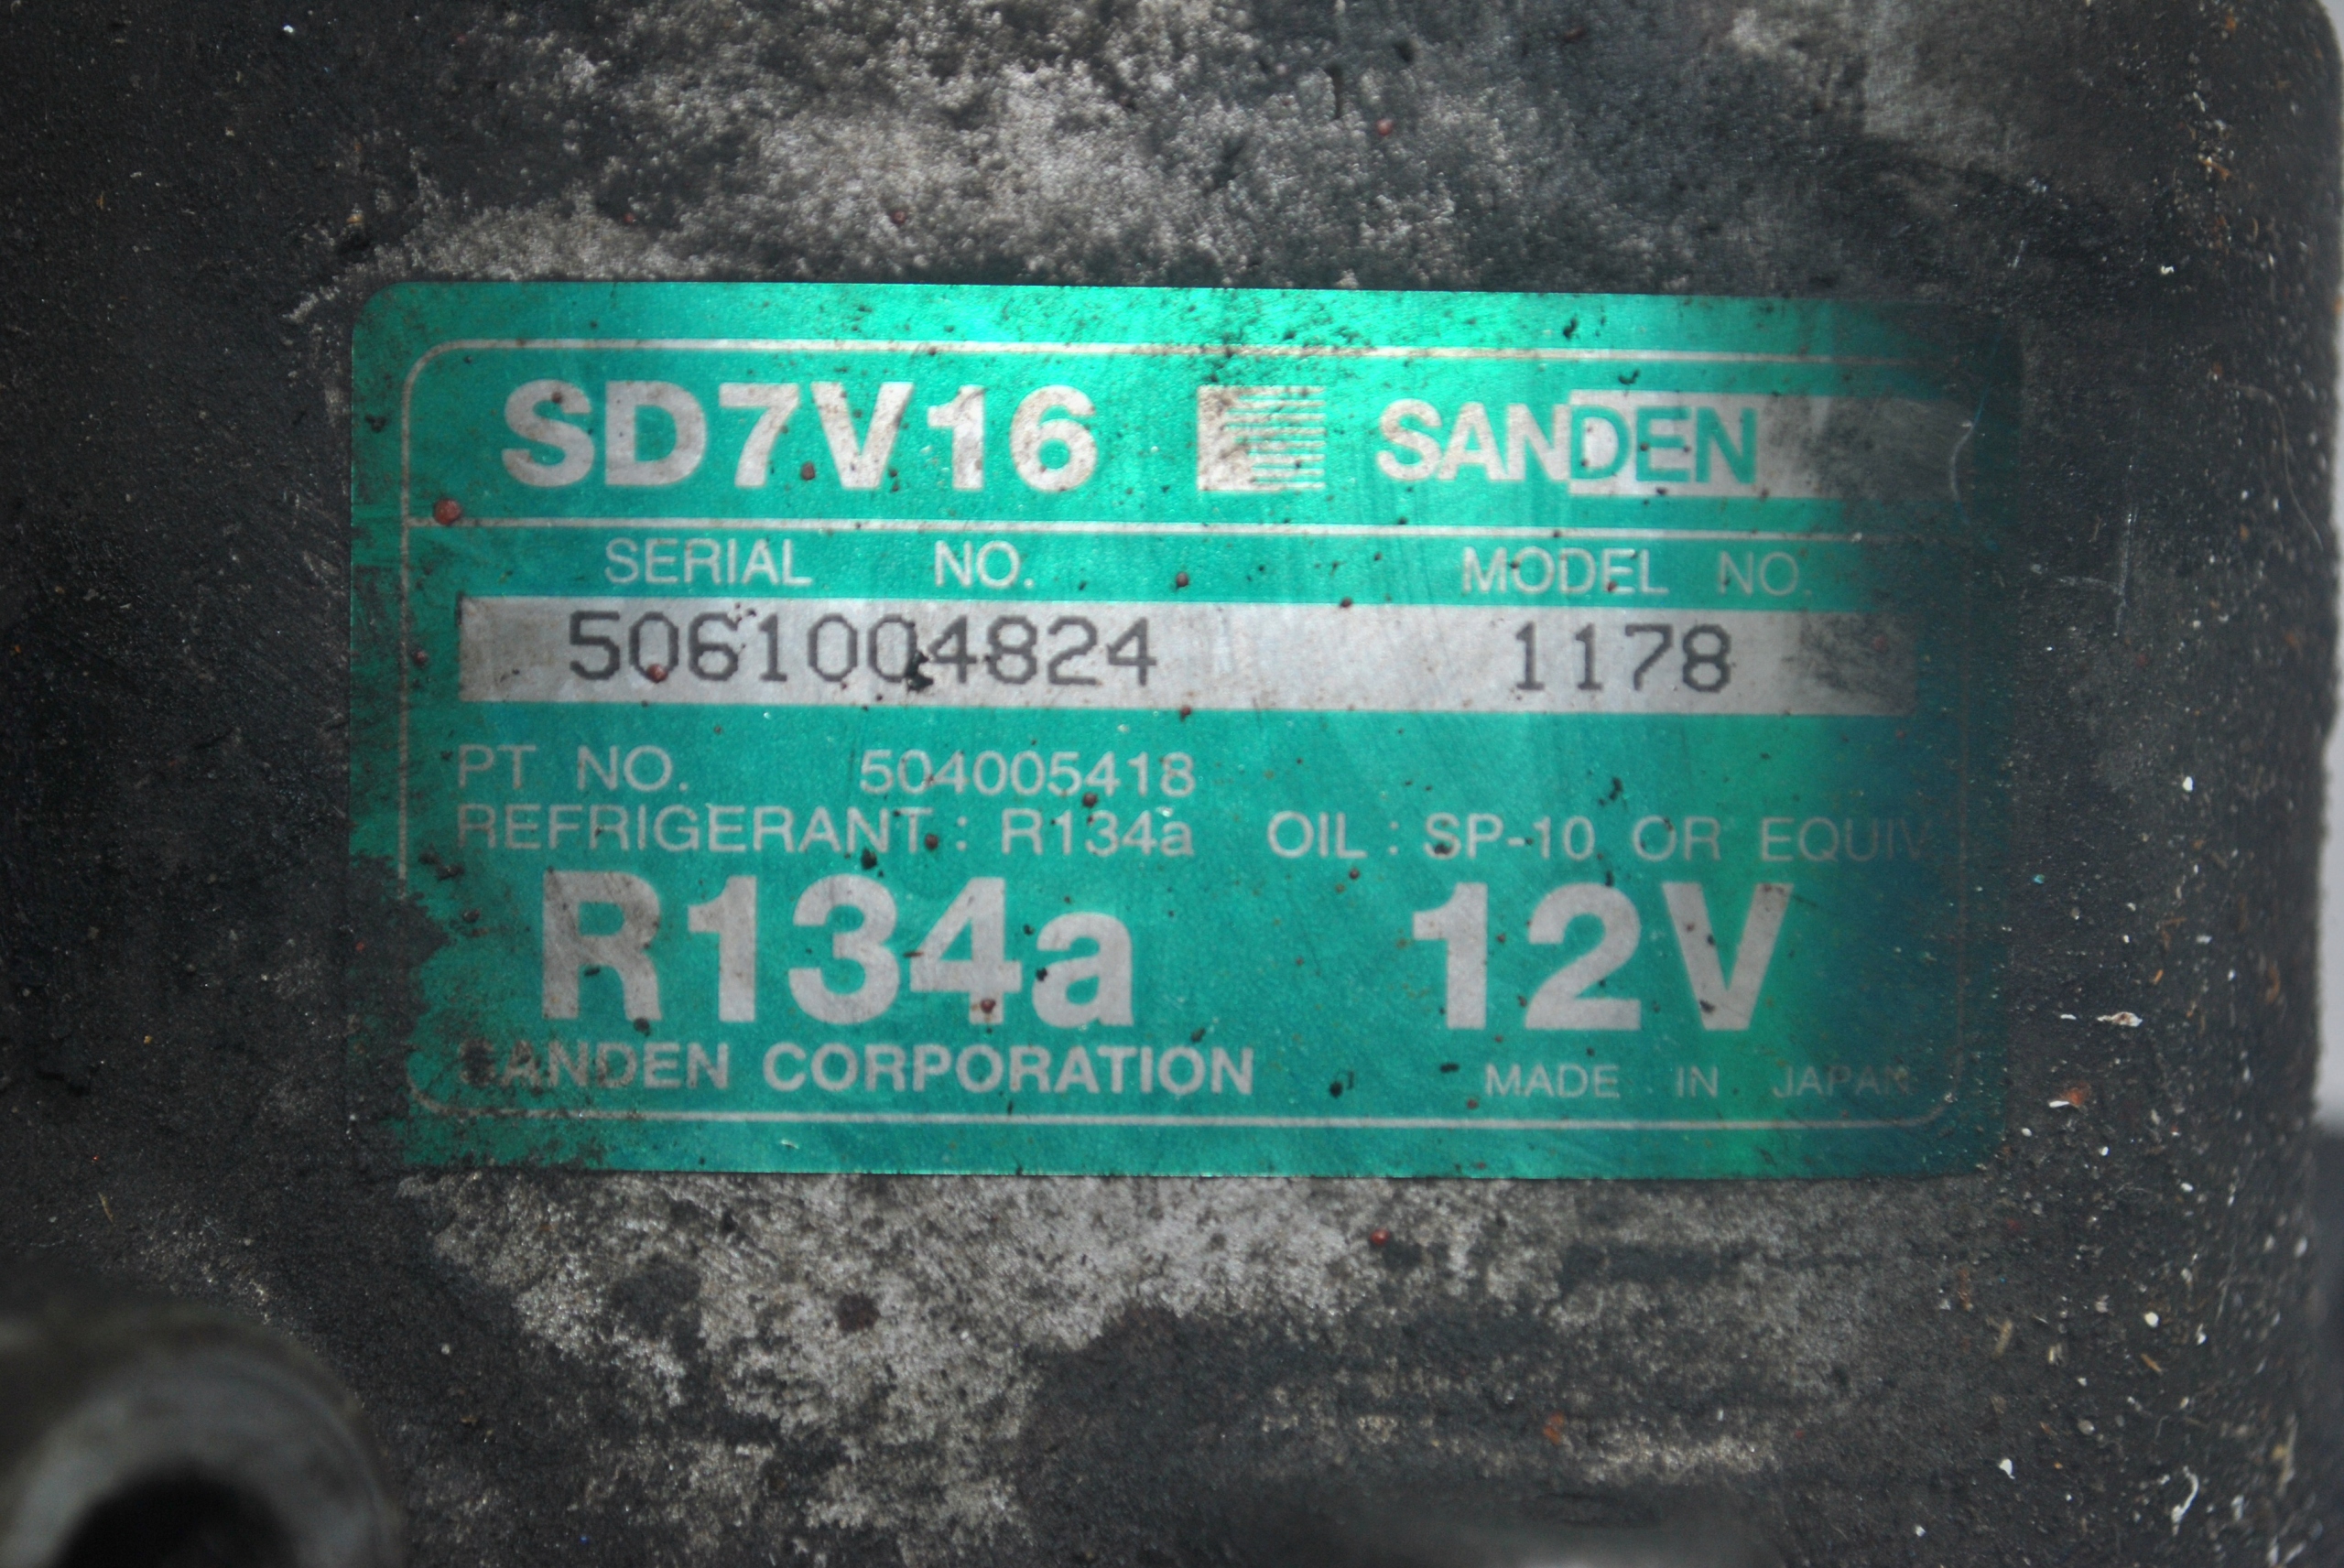 SD7V16 SANDEN
SERIAL NO. MODEL NO.
5061004824 1178
PT NO. 504005418
REFRIGERANT : R134a OIL : SP-10 OR EQUIV
R134a 12V
SANDEN CORPORATION MADE IN JAPAN